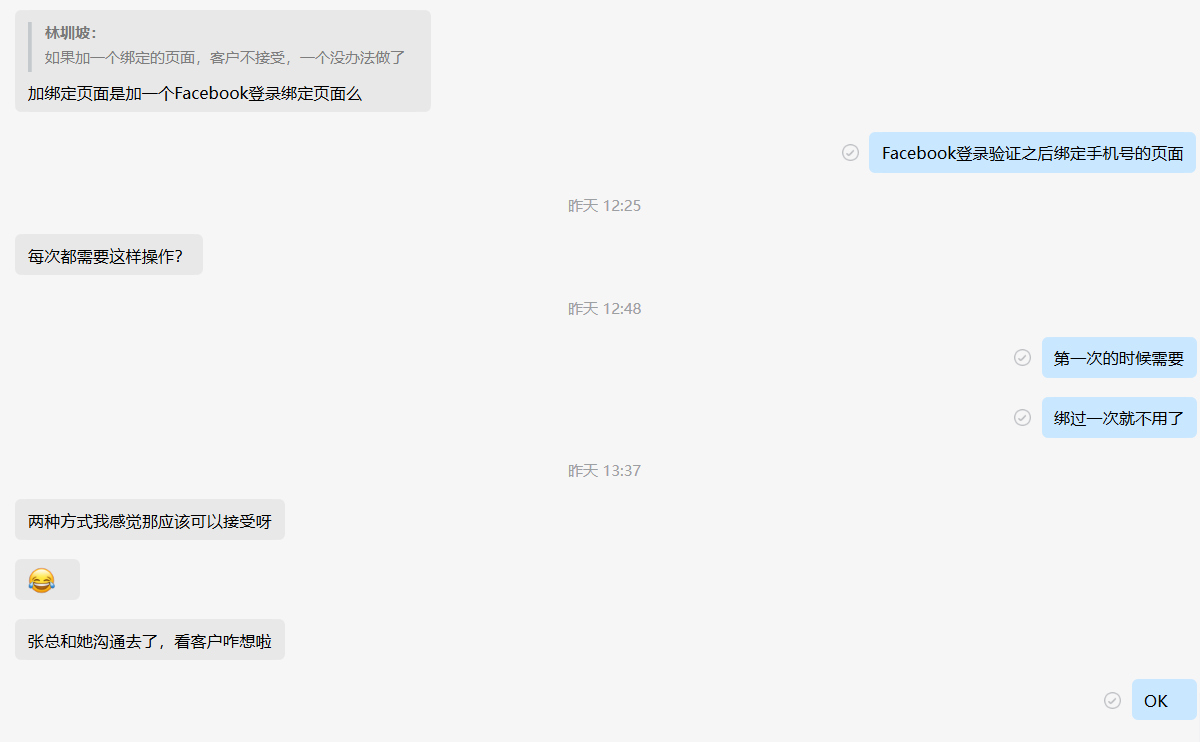 林圳坡：
如果加一个绑定的页面，客户不接受，一个没办法做了
加绑定页面是加一个Facebook登录绑定页面么
Facebook登录验证之后绑定手机号的页面
昨天 12:25
每次都需要这样操作？
昨天 12:48
第一次的时候需要
绑过一次就不用了
昨天 13:37
两种方式我感觉那应该可以接受呀
😂
张总和她沟通去了，看客户咋想啦
OK